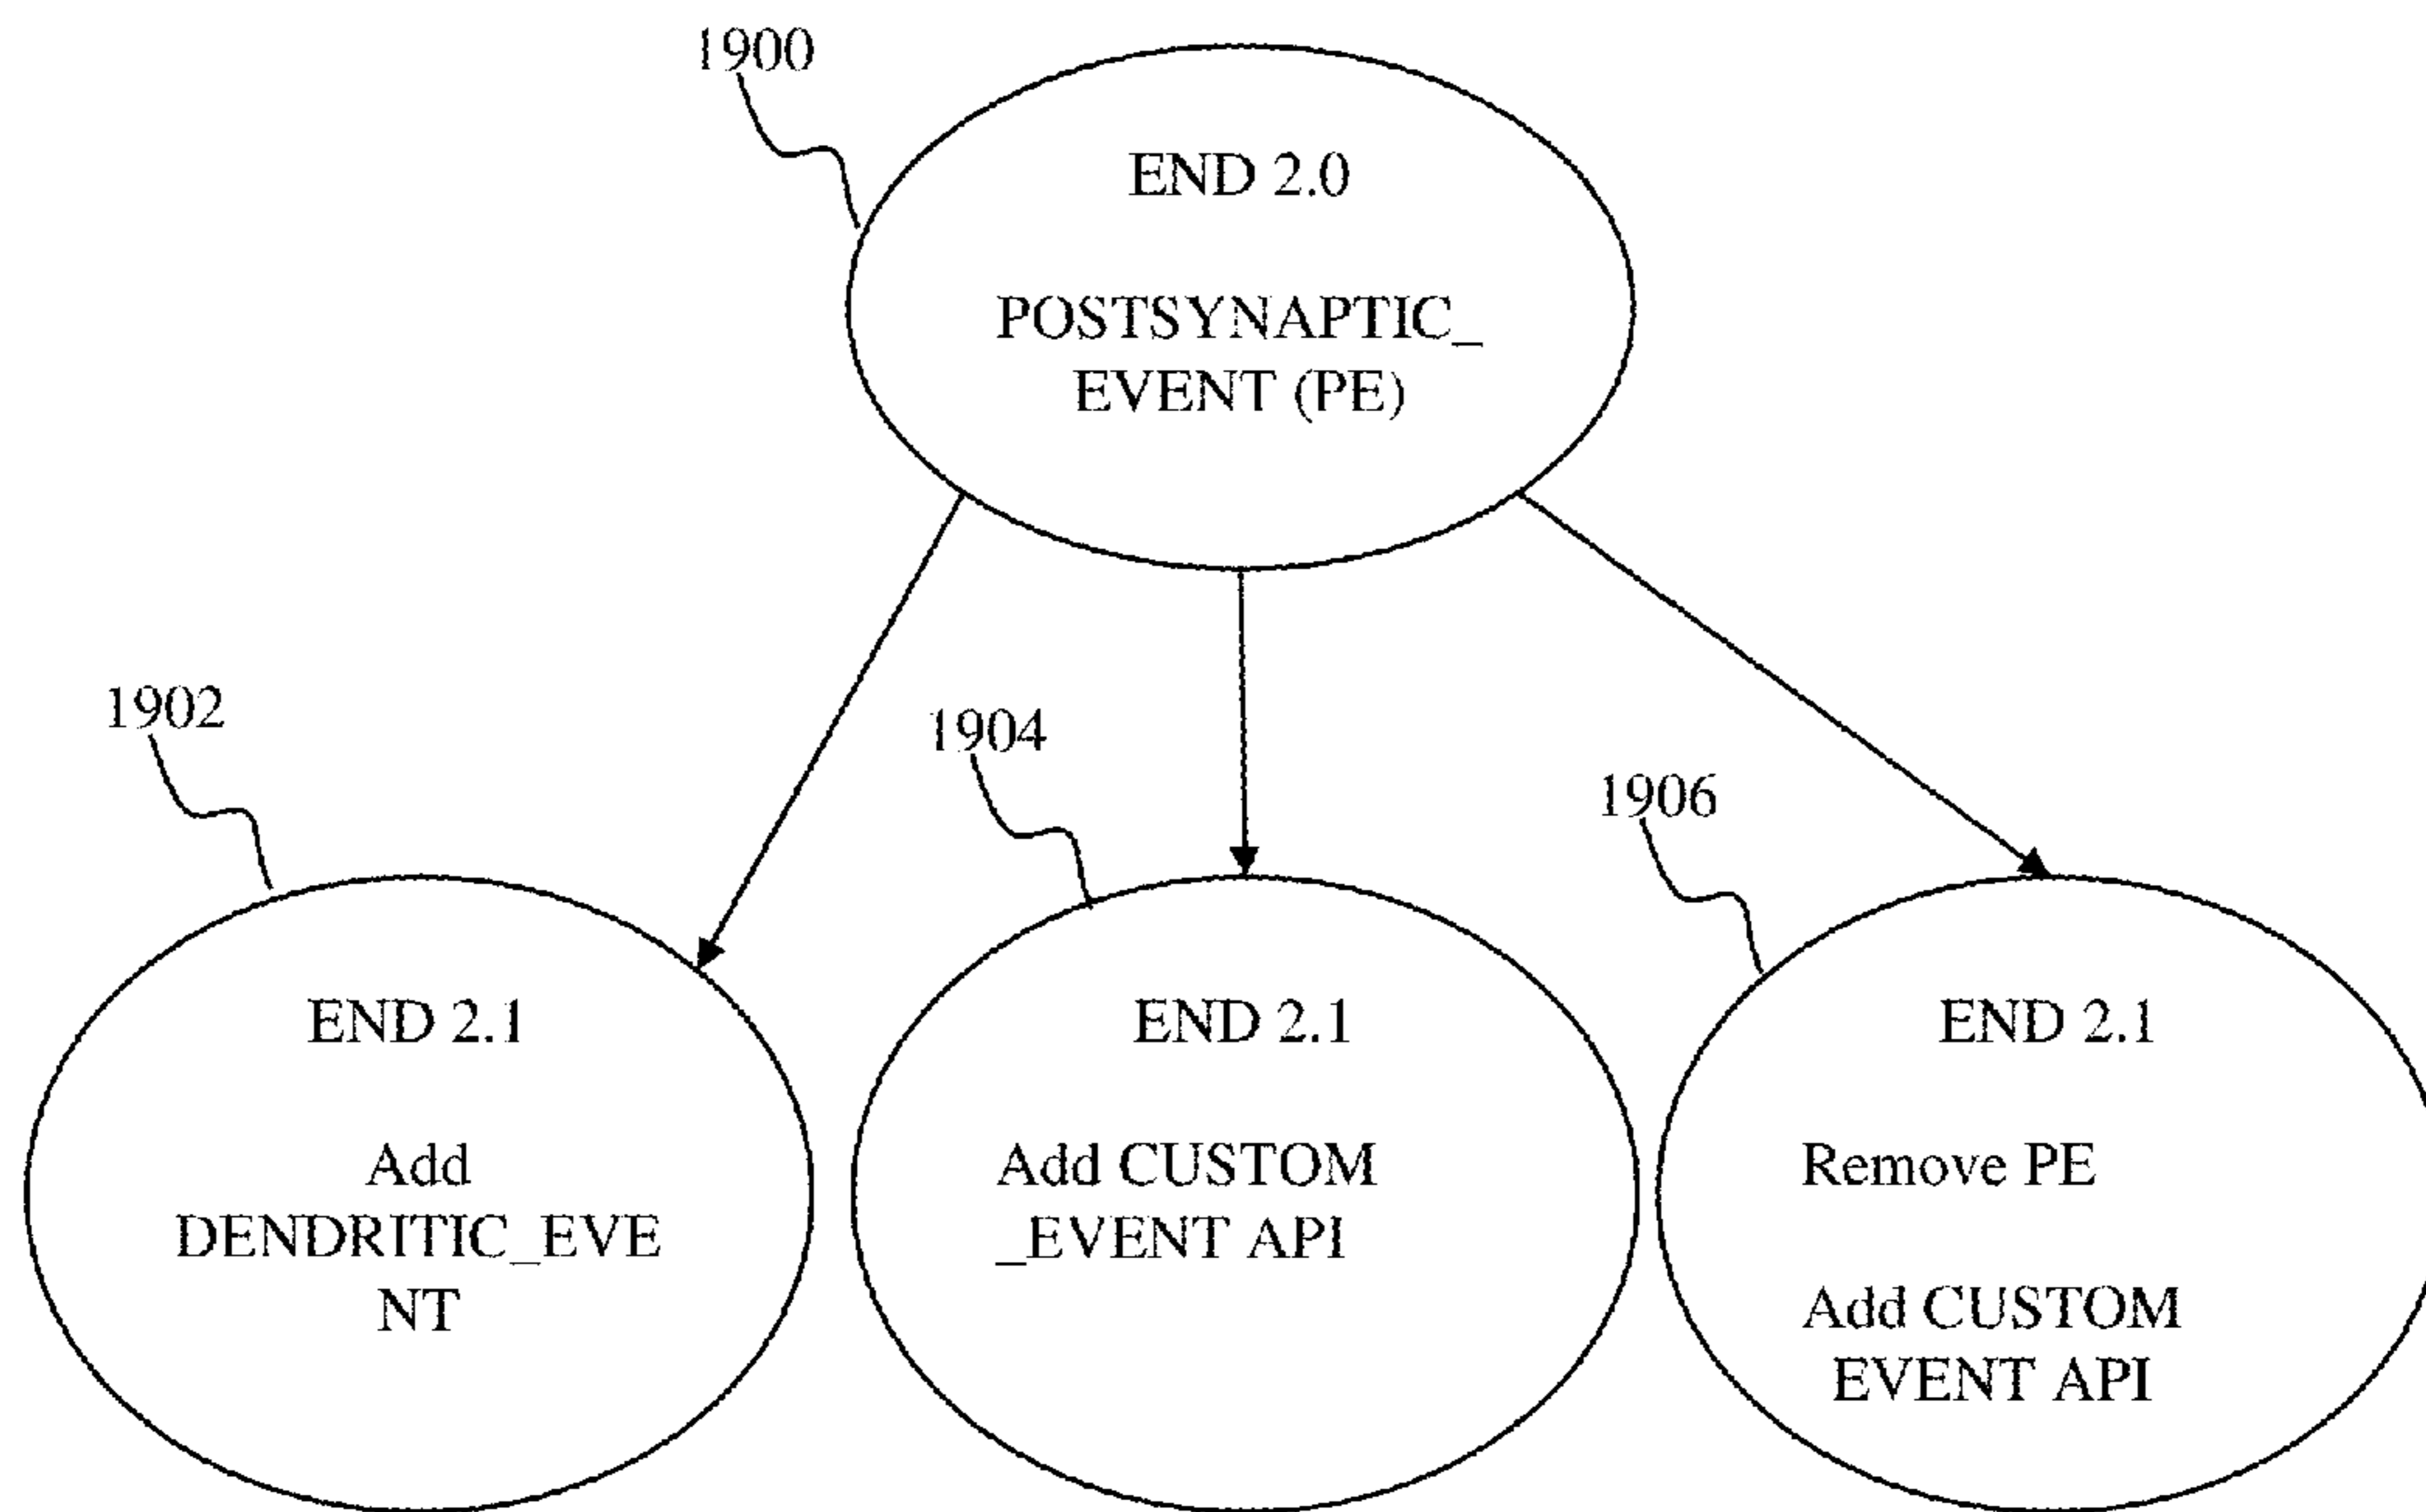 1900
END 2.0
POSTSYNAPTIC_
EVENT (PE)
1902
1904
1906
END 2.1
Add
DENDRITIC_EVE
NT
END 2.1
Add CUSTOM
_EVENT API
END 2.1
Remove PE
Add CUSTOM
EVENT API